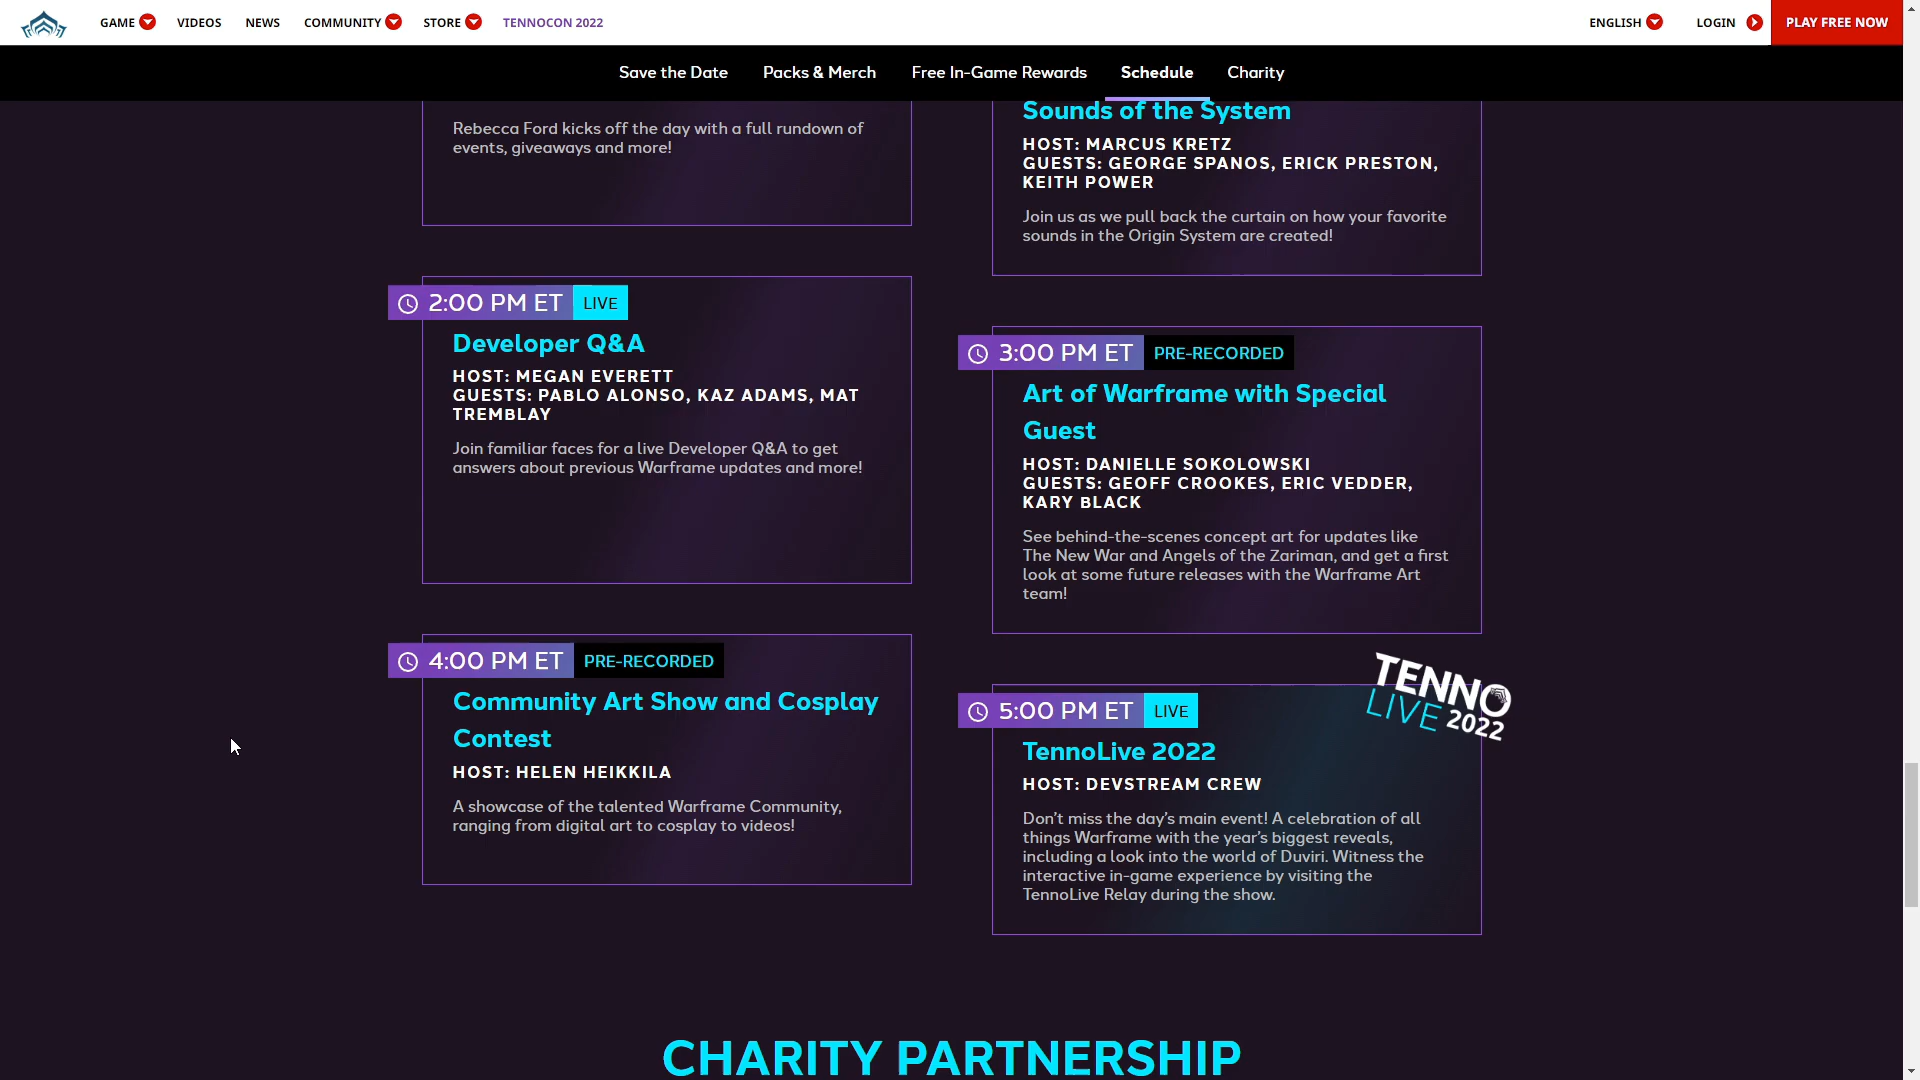 GAME VIDEOS NEWS COMMUNITY STORE TENNOCON 2022 ENGLISH LOGIN PLAY FREE NOW
Save the Date Packs & Merch Free In-Game Rewards Schedule Charity
Rebecca Ford kicks off the day with a full rundown of
events, giveaways and more!
Sounds of the System
HOST: MARCUS KRETZ
GUESTS: GEORGE SPANOS, ERICK PRESTON,
KEITH POWER
Join us as we pull back the curtain on how your favorite
sounds in the Origin System are created!
2:00 PM ET LIVE
Developer Q&A
HOST: MEGAN EVERETT
GUESTS: PABLO ALONSO, KAZ ADAMS, MAT
TREMBLAY
Join familiar faces for a live Developer Q&A to get
answers about previous Warframe updates and more!
3:00 PM ET PRE-RECORDED
Art of Warframe with Special
Guest
HOST: DANIELLE SOKOLOWSKI
GUESTS: GEOFF CROOKES, ERIC VEDDER,
KARY BLACK
See behind-the-scenes concept art for updates like
The New War and Angels of the Zariman, and get a first
look at some future releases with the Warframe Art
team!
4:00 PM ET PRE-RECORDED
Community Art Show and Cosplay
Contest
HOST: HELEN HEIKKILA
A showcase of the talented Warframe Community,
ranging from digital art to cosplay to videos!
TENNO
LIVE 2022
5:00 PM ET LIVE
TennoLive 2022
HOST: DEVSTREAM CREW
Don't miss the day's main event! A celebration of all
things Warframe with the year's biggest reveals,
including a look into the world of Duviri. Witness the
interactive in-game experience by visiting the
TennoLive Relay during the show.
CHARITY PARTNERSHIP